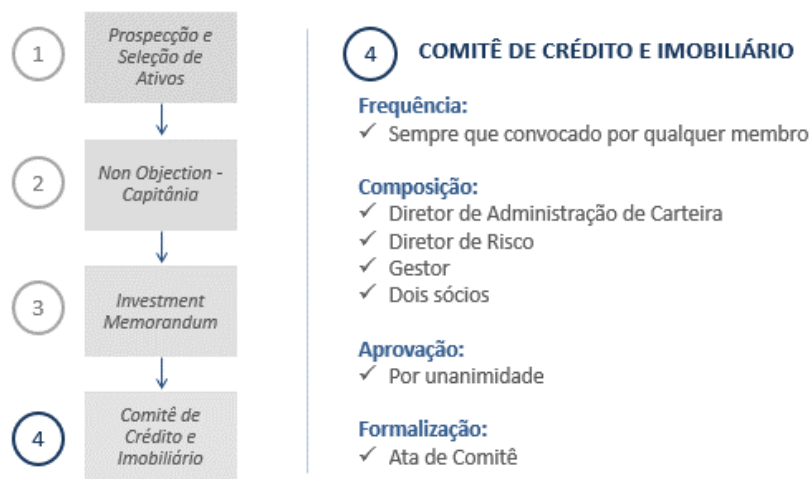 1
Prospecção e
Seleção de
Ativos
2
Non Objection -
Capitânia
3
Investment
Memorandum
4
Comitê de
Crédito e
Imobiliário
4
COMITÊ DE CRÉDITO E IMOBILIÁRIO
Frequência:
✓ Sempre que convocado por qualquer membro
Composição:
✓ Diretor de Administração de Carteira
✓ Diretor de Risco
✓ Gestor
✓ Dois sócios
Aprovação:
✓ Por unanimidade
Formalização:
✓ Ata de Comitê